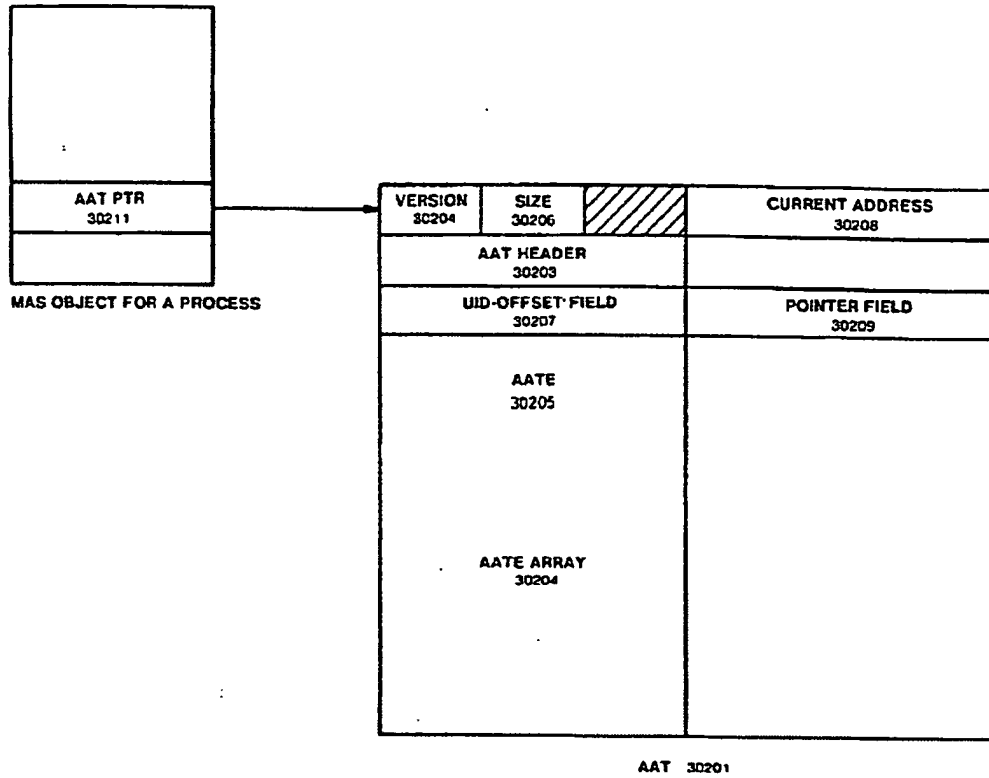 AAT PTR
30211
MAS OBJECT FOR A PROCESS
VERSION
30204
SIZE
30206
CURRENT ADDRESS
30208
AAT HEADER
30203
UID-OFFSET FIELD
30207
POINTER FIELD
30209
AATE
30205
AATE ARRAY
30204
AAT 30201